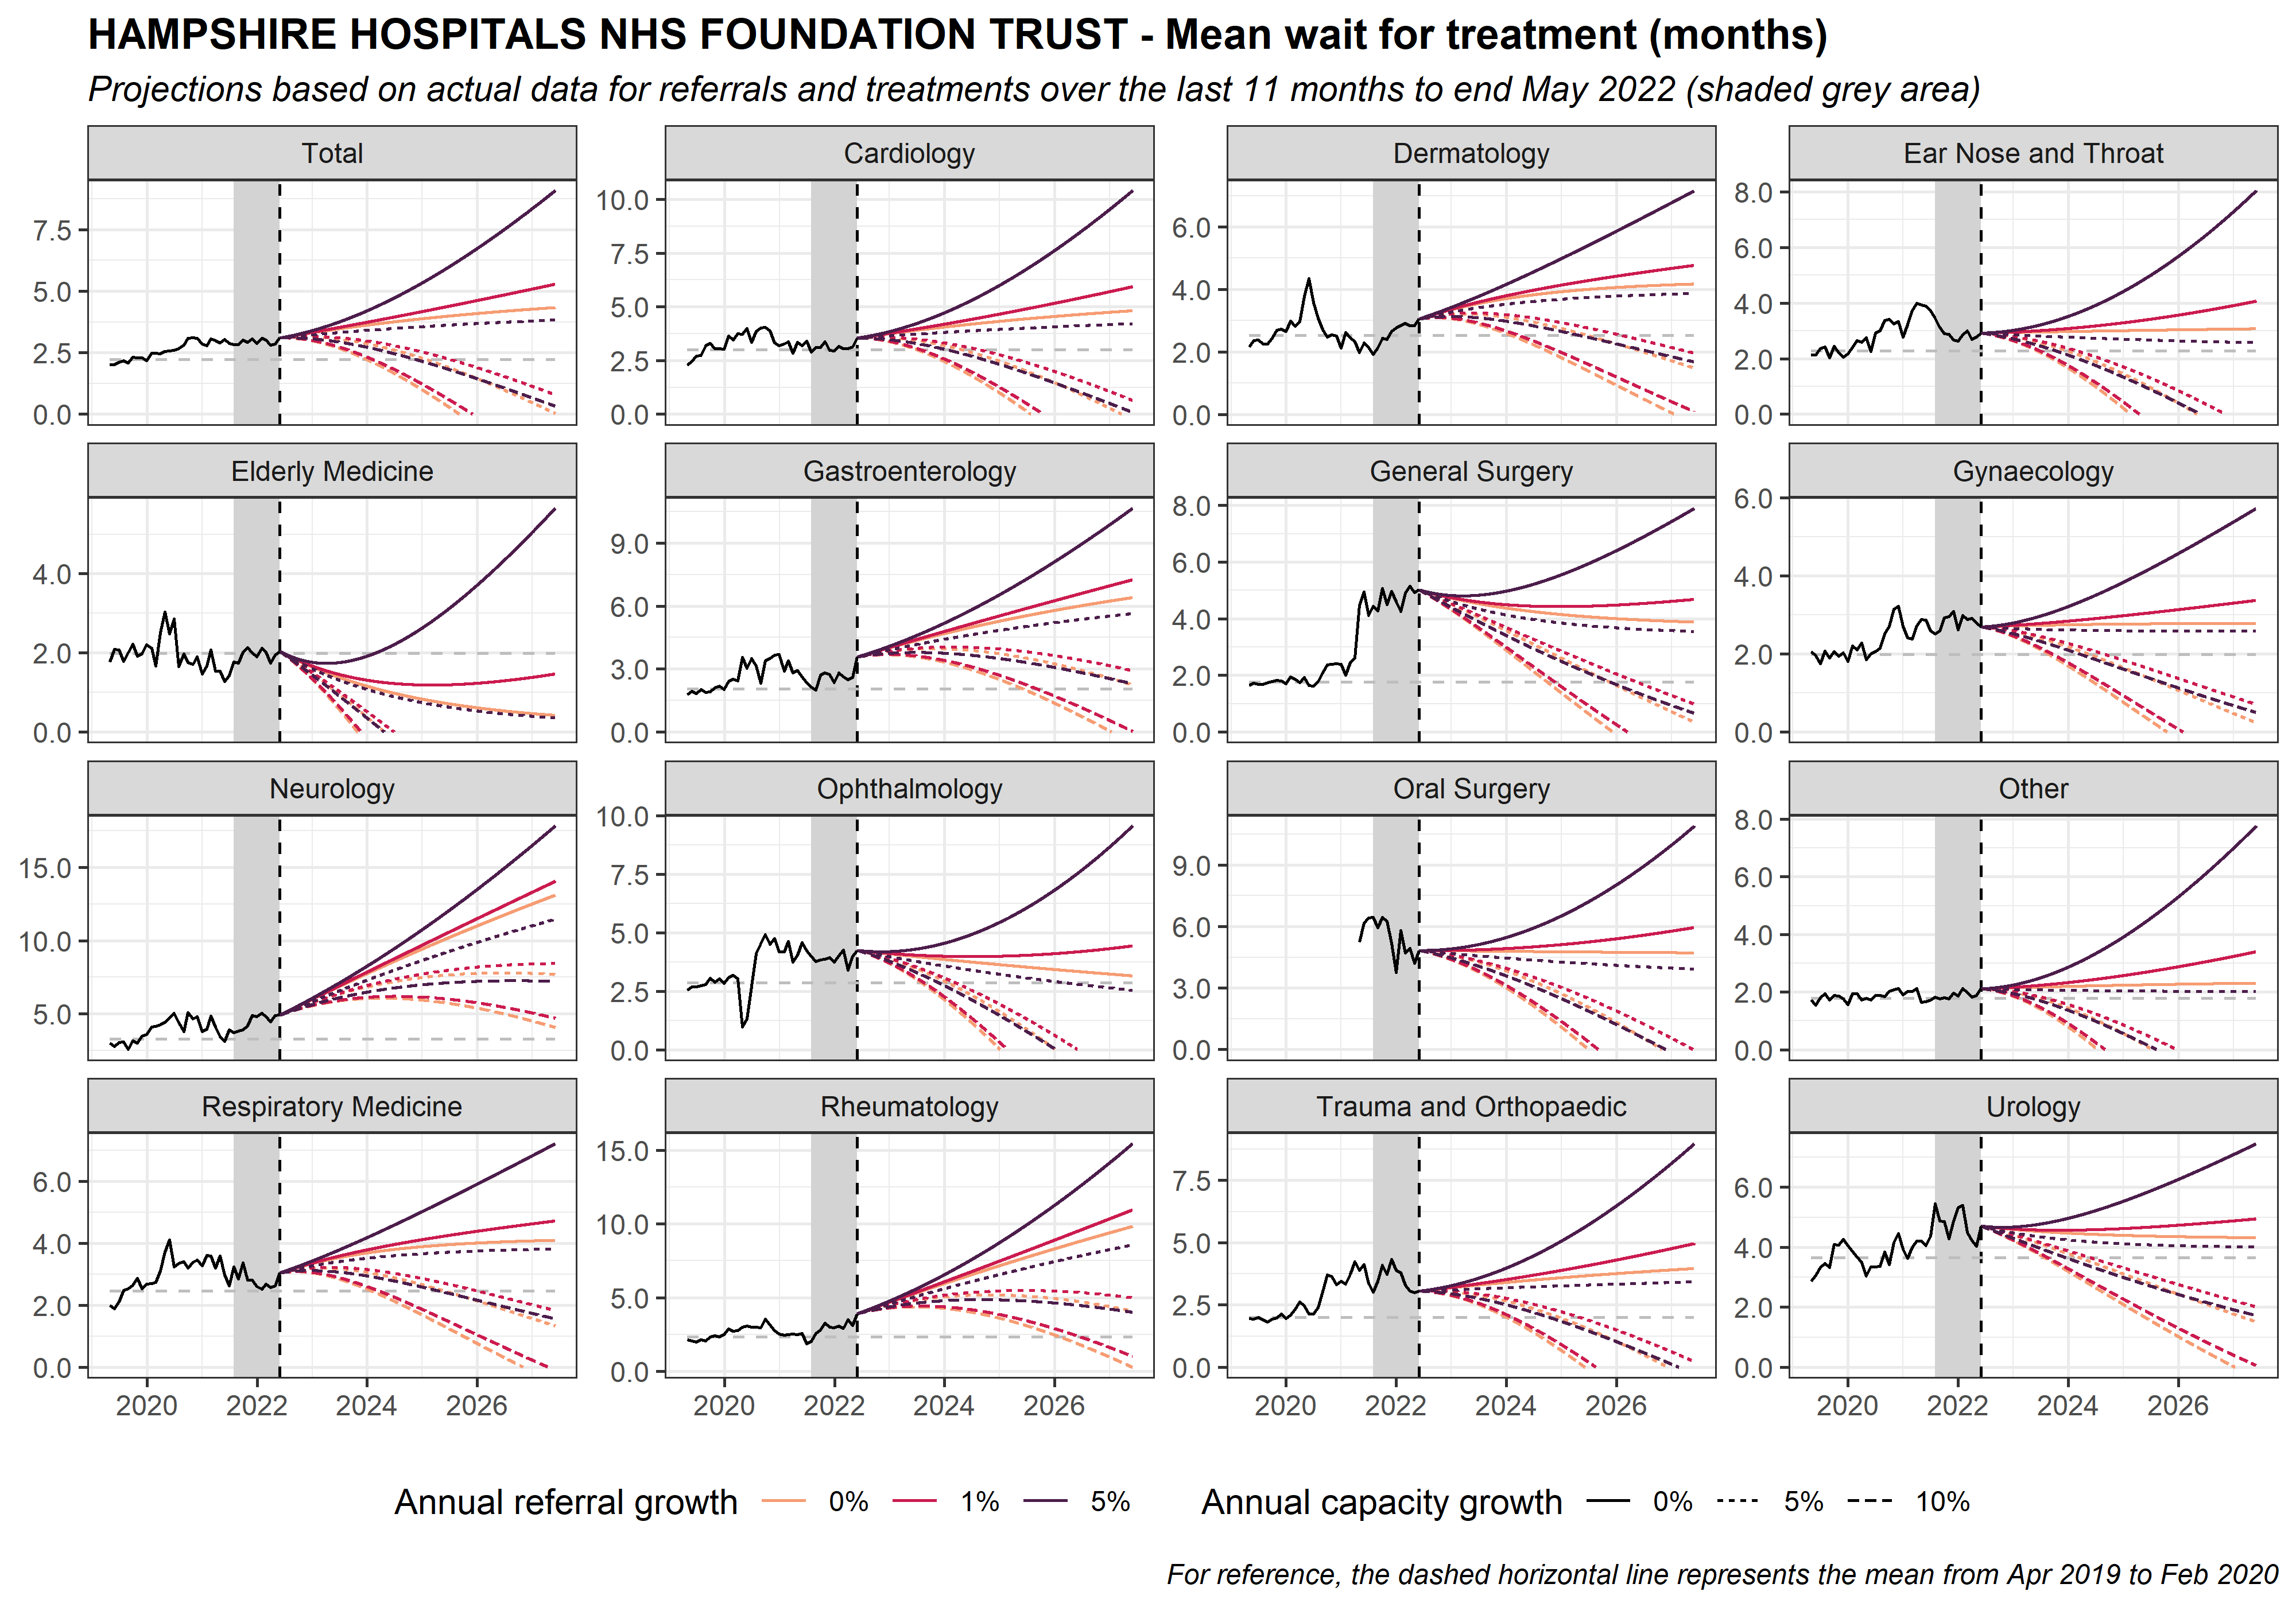 HAMPSHIRE HOSPITALS NHS FOUNDATION TRUST - Mean wait for treatment (months)
Projections based on actual data for referrals and treatments over the last 11 months to end May 2022 (shaded grey area)
Total
Cardiology
Dermatology
Ear Nose and Throat
7.5
5.0
2.5
0.0
10.0
7.5
5.0
2.5
0.0
6.0
4.0
2.0
0.0
8.0
6.0
4.0
2.0
0.0
Elderly Medicine
Gastroenterology
General Surgery
Gynaecology
4.0
2.0
0.0
9.0
6.0
3.0
0.0
8.0
6.0
4.0
2.0
0.0
6.0
4.0
2.0
0.0
Neurology
Ophthalmology
Oral Surgery
Other
15.0
10.0
5.0
10.0
7.5
5.0
2.5
0.0
9.0
6.0
3.0
0.0
8.0
6.0
4.0
2.0
0.0
Respiratory Medicine
Rheumatology
Trauma and Orthopaedic
Urology
6.0
4.0
2.0
0.0
15.0
10.0
5.0
0.0
7.5
5.0
2.5
0.0
6.0
4.0
2.0
0.0
2020 2022 2024 2026
2020 2022 2024 2026
2020 2022 2024 2026
2020 2022 2024 2026
Annual referral growth 0% 1% 5%
Annual capacity growth 0% 5% 10%
For reference, the dashed horizontal line represents the mean from Apr 2019 to Feb 2020